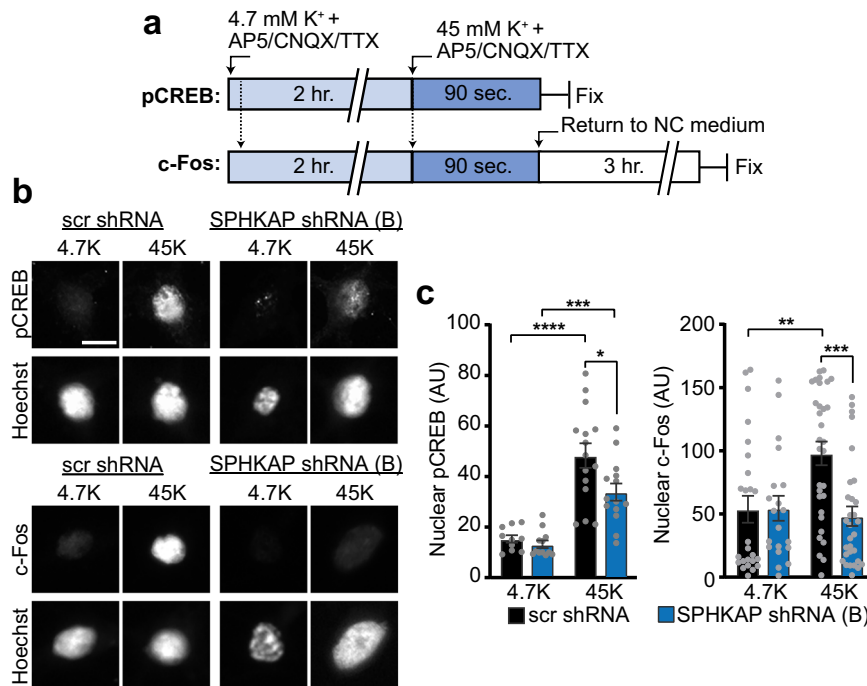 a
4.7 mM K⁺ +
AP5/CNQX/TTX
45 mM K⁺ +
AP5/CNQX/TTX
pCREB:
2 hr.
90 sec.
Fix
Return to NC medium
c-Fos:
2 hr.
90 sec.
3 hr.
Fix
b
scr shRNA
SPHKAP shRNA (B)
4.7K
45K
4.7K
45K
pCREB
Hoechst
scr shRNA
SPHKAP shRNA (B)
4.7K
45K
4.7K
45K
c-Fos
Hoechst
c
Nuclear pCREB (AU)
100
80
60
40
20
0
****
***
*
4.7K
45K
Nuclear c-Fos (AU)
200
150
100
50
0
**
***
4.7K
45K
scr shRNA
SPHKAP shRNA (B)